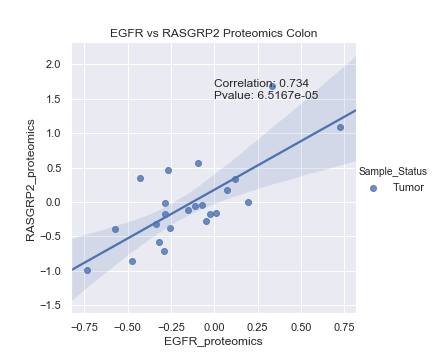 EGFR vs RASGRP2 Proteomics Colon
2.0
1.5
1.0
0.5
0.0
−0.5
−1.0
−1.5
RASGRP2_proteomics
Correlation: 0.734
Pvalue: 6.5167e-05
Sample_Status
Tumor
−0.75 −0.50 −0.25 0.00 0.25 0.50 0.75
EGFR_proteomics